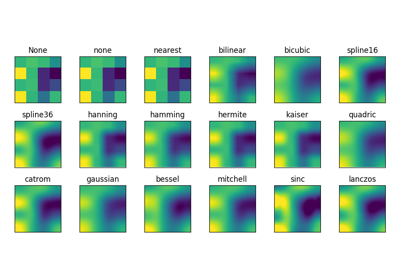 None none nearest bilinear bicubic spline16
spline36 hanning hamming hermite kaiser quadric
catrom gaussian bessel mitchell sinc lanczos